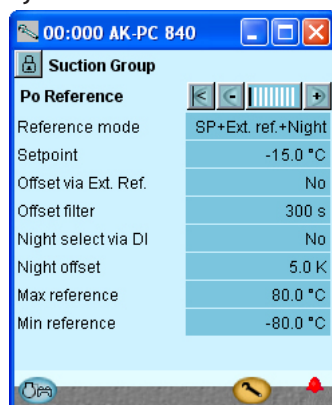 00:000 AK-PC 840
Suction Group
Po Reference
Reference mode SP+Ext. ref.+Night
Setpoint -15.0 °C
Offset via Ext. Ref. No
Offset filter 300 s
Night select via DI No
Night offset 5.0 K
Max reference 80.0 °C
Min reference -80.0 °C